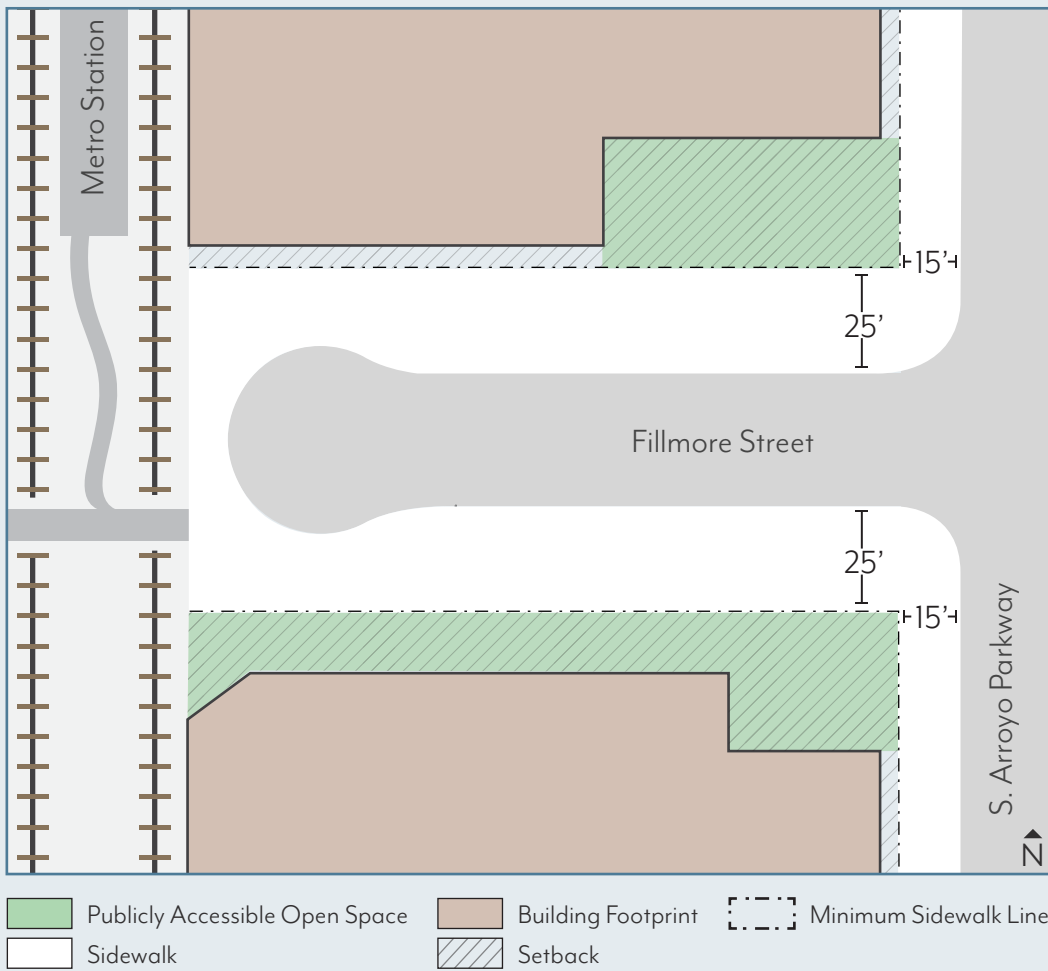 Metro Station
15’
25’
Fillmore Street
25’
15’
S. Arroyo Parkway
N
Publicly Accessible Open Space
Building Footprint
Minimum Sidewalk Line
Sidewalk
Setback